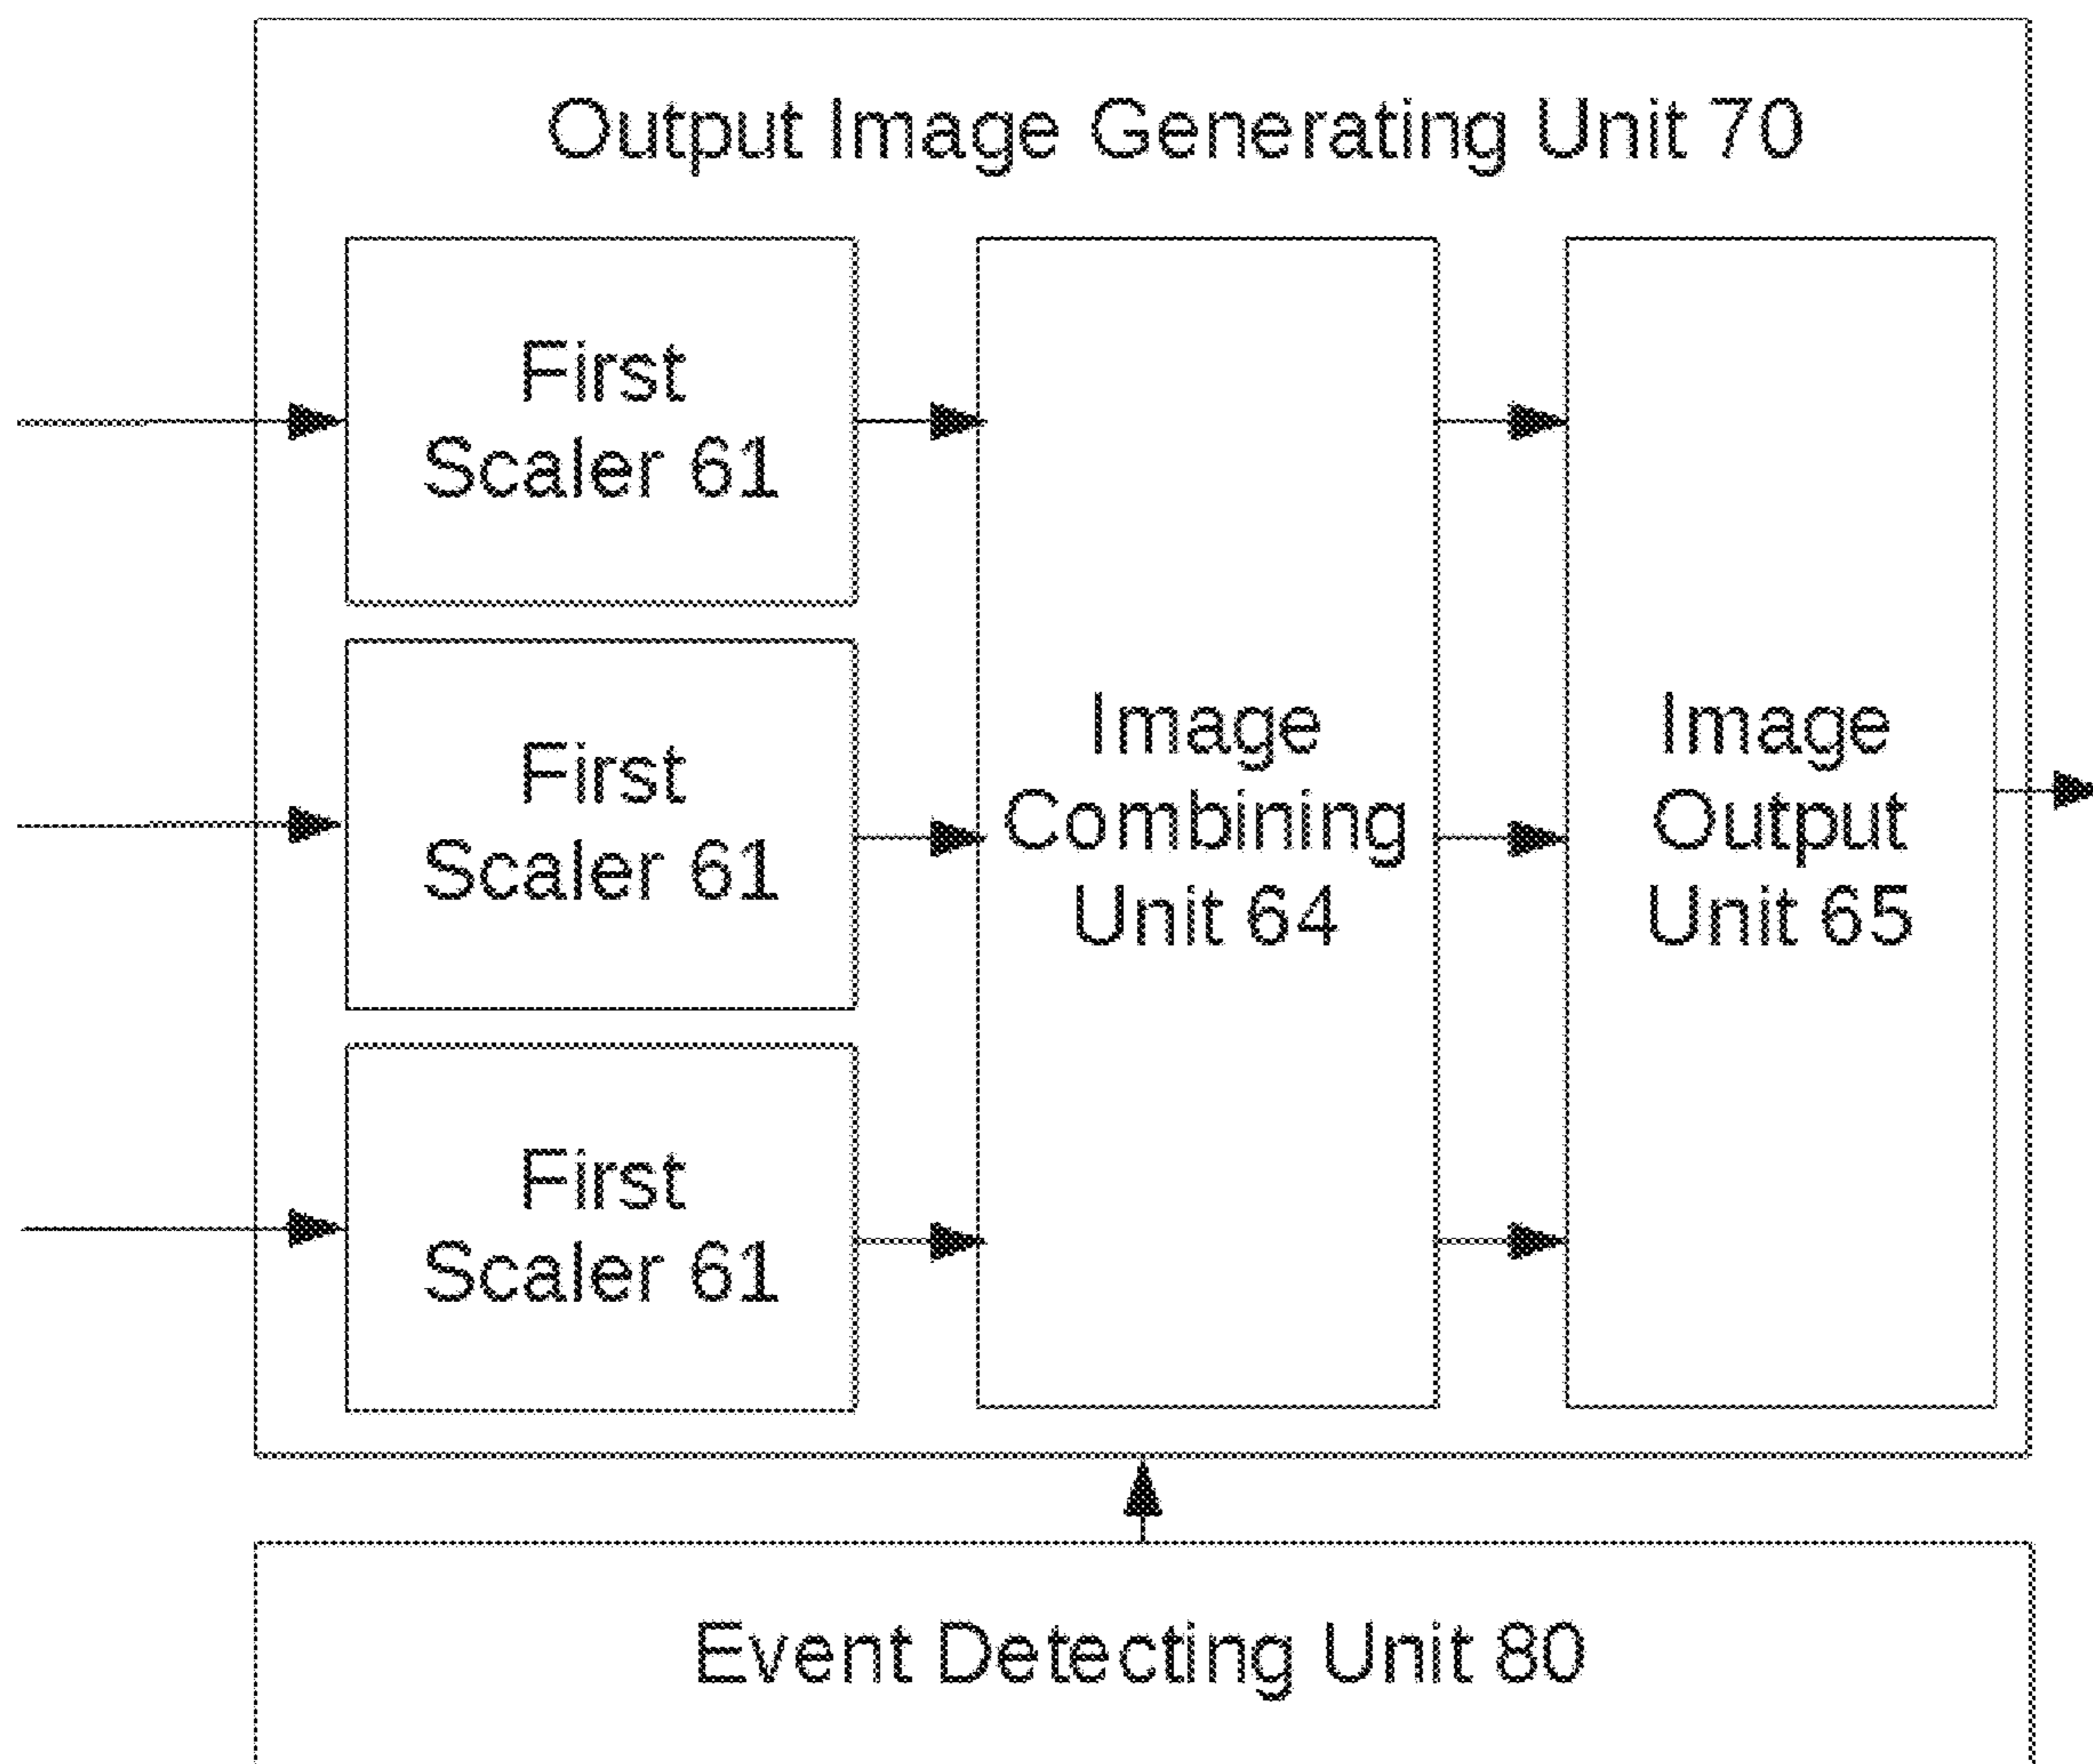 Output Image Generating Unit 70
First
Scaler 61
First
Scaler 61
First
Scaler 61
Image
Combining
Unit 64
Image
Output
Unit 65
Event Detecting Unit 80